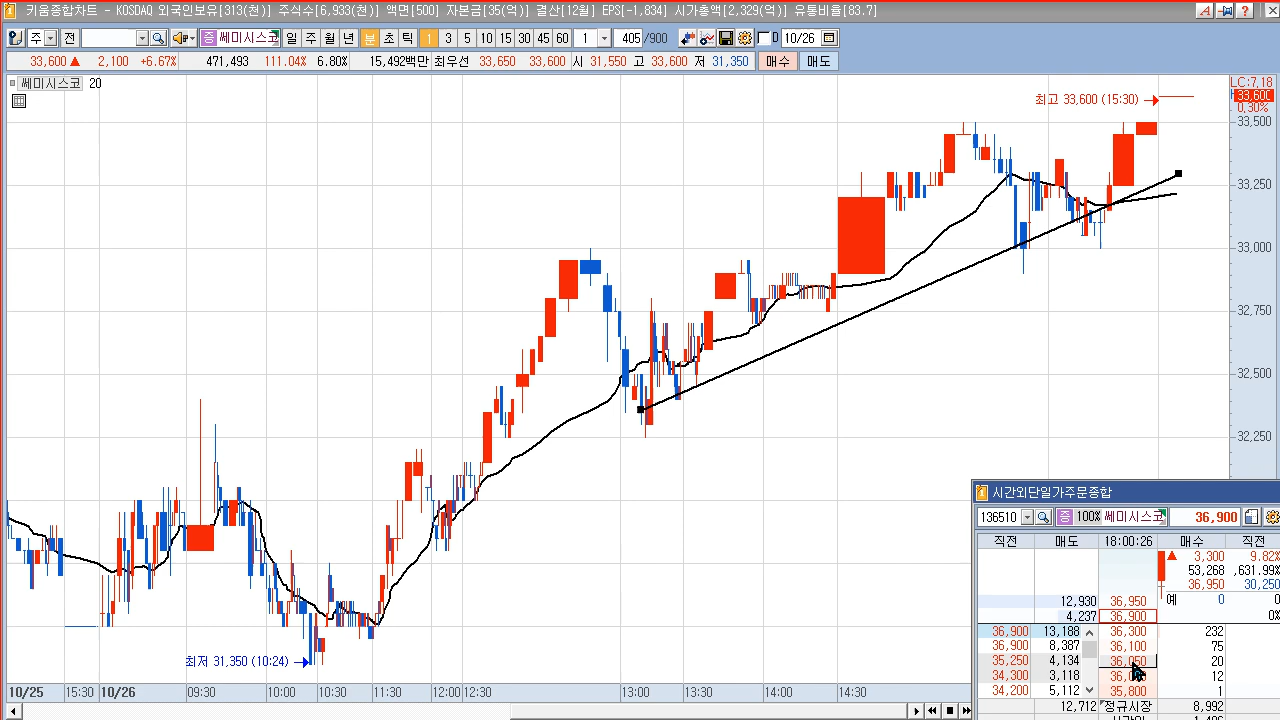 키움종합차트 - KOSDAQ 외국인보유[313(천)] 주식수[6,933(천)] 액면[500] 자본금[35(억)] 결산[12월] EPS[-1,834] 시가총액[2,329(억)] 유통비율[83.7]
주 전 증 쎄미시스코 일 주 월 년 분 초 틱 1 3 5 10 15 30 45 60 1 405 /900 D 10/26
33,600 ▲ 2,100 +6.67% 471,493 111.04% 6.80% 15,492백만 최우선 33,650 33,600 시 31,550 고 33,600 저 31,350 매수 매도
쎄미시스코 20
LC:7,18
33,600
0,30%
최고 33,600 (15:30)
33,500
33,250
33,000
32,750
32,500
32,250
최저 31,350 (10:24)
10/25 15:30 10/26 09:30 10:00 10:30 11:30 12:00 12:30 13:00 13:30 14:00 14:30
시간외단일가주문종합
136510 증 100% 쎄미시스코 36,900
직전 매도 18:00:26 매수 직전
▲ 3,300 9.82%
53,268 ,631.99%
36,950 30,250
12,930 36,950 예 0 0
4,237 36,900 0%
36,900 13,188 36,300 232
36,900 8,387 36,100 75
35,250 4,134 36,050 20
34,300 3,118 12
34,200 5,112 35,800 1
12,712 정규시장 8,992